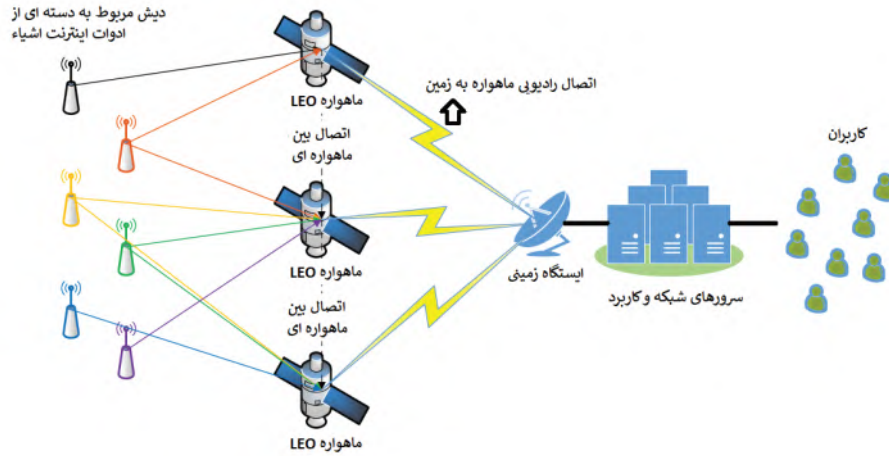 دیش مربوط به دسته ای از
ادوات اینترنت اشیاء
ماهواره LEO
اتصال رادیویی ماهواره به زمین
کاربران
اتصال بین
ماهواره ای
ماهواره LEO
ایستگاه زمینی
سرورهای شبکه و کاربرد
اتصال بین
ماهواره ای
ماهواره LEO